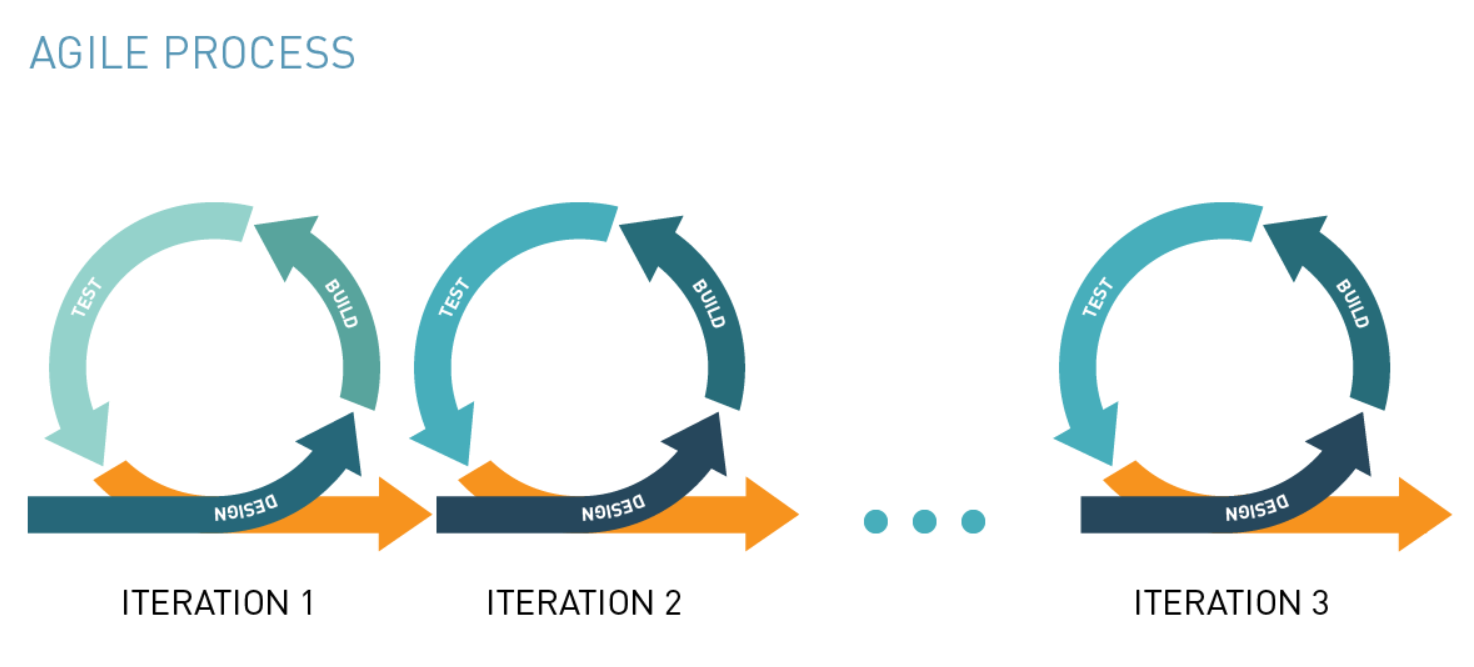 AGILE PROCESS
TEST
BUILD
DESIGN
ITERATION 1
TEST
BUILD
DESIGN
ITERATION 2
TEST
BUILD
DESIGN
ITERATION 3